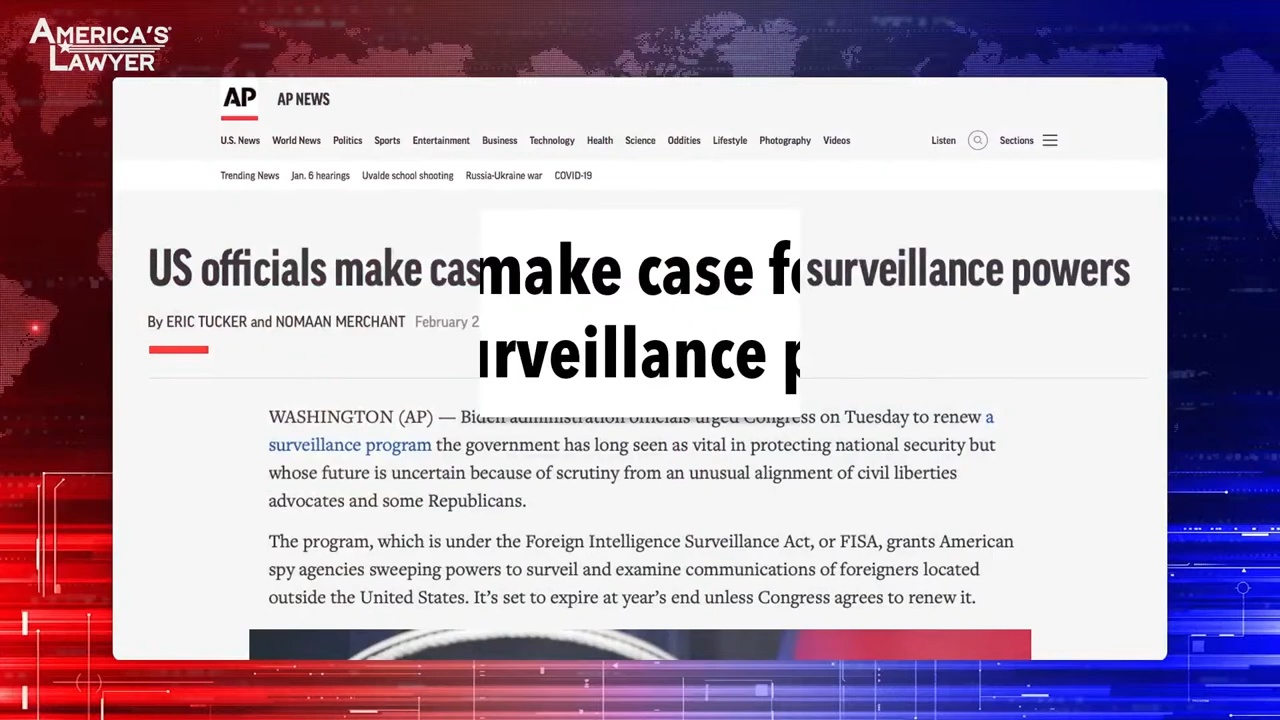 AMERICA'S
LAWYER
AP AP NEWS
U.S. News World News Politics Sports Entertainment Business Technology Health Science Oddities Lifestyle Photography Videos Listen Sections
Trending News Jan. 6 hearings Uvalde school shooting Russia-Ukraine war COVID-19
US officials make cas surveillance powers
make case fo
urveillance p
By ERIC TUCKER and NOMAAN MERCHANT February 2
WASHINGTON (AP) — Biden administration officials urged Congress on Tuesday to renew a
surveillance program the government has long seen as vital in protecting national security but
whose future is uncertain because of scrutiny from an unusual alignment of civil liberties
advocates and some Republicans.
The program, which is under the Foreign Intelligence Surveillance Act, or FISA, grants American
spy agencies sweeping powers to surveil and examine communications of foreigners located
outside the United States. It's set to expire at year's end unless Congress agrees to renew it.